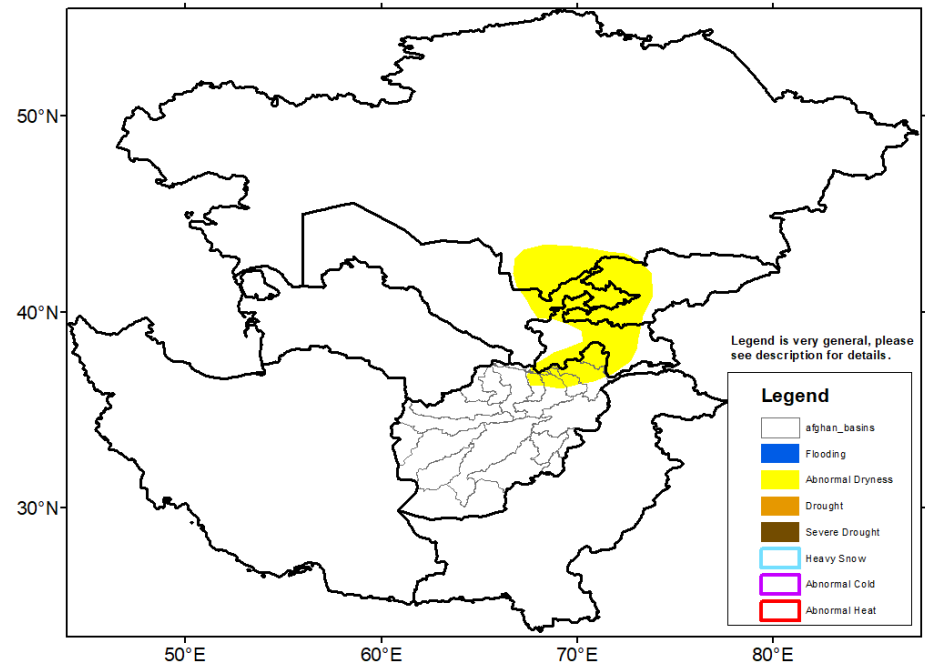 50°N
40°N
30°N
Legend is very general, please
see description for details.
Legend
afghan_basins
Flooding
Abnormal Dryness
Drought
Severe Drought
Heavy Snow
Abnormal Cold
Abnormal Heat
50°E
60°E
70°E
80°E